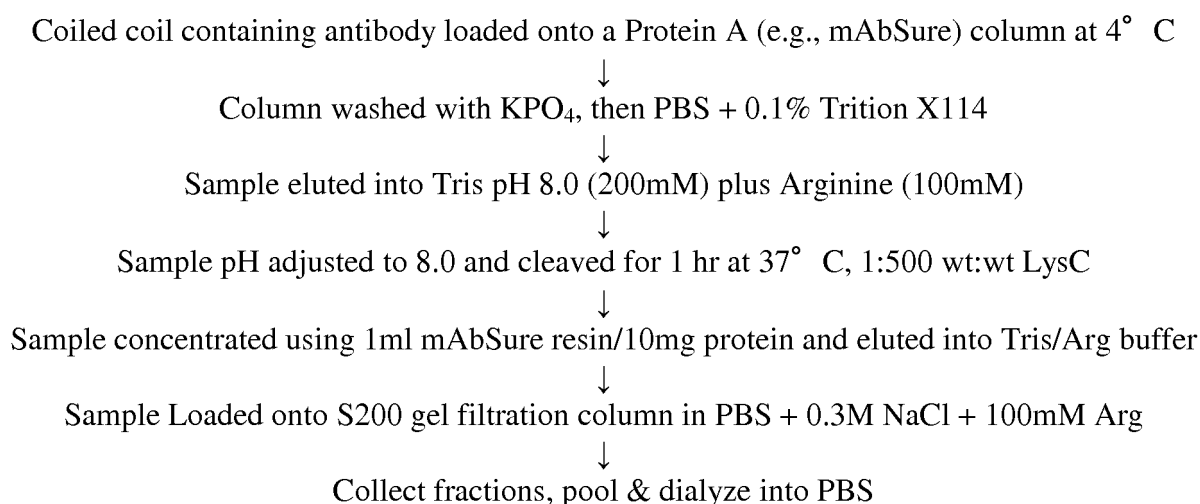 Coiled coil containing antibody loaded onto a Protein A (e.g., mAbSure) column at 4° C
↓
Column washed with KPO₄, then PBS + 0.1% Trition X114
↓
Sample eluted into Tris pH 8.0 (200mM) plus Arginine (100mM)
↓
Sample pH adjusted to 8.0 and cleaved for 1 hr at 37° C, 1:500 wt:wt LysC
↓
Sample concentrated using 1ml mAbSure resin/10mg protein and eluted into Tris/Arg buffer
↓
Sample Loaded onto S200 gel filtration column in PBS + 0.3M NaCl + 100mM Arg
↓
Collect fractions, pool & dialyze into PBS